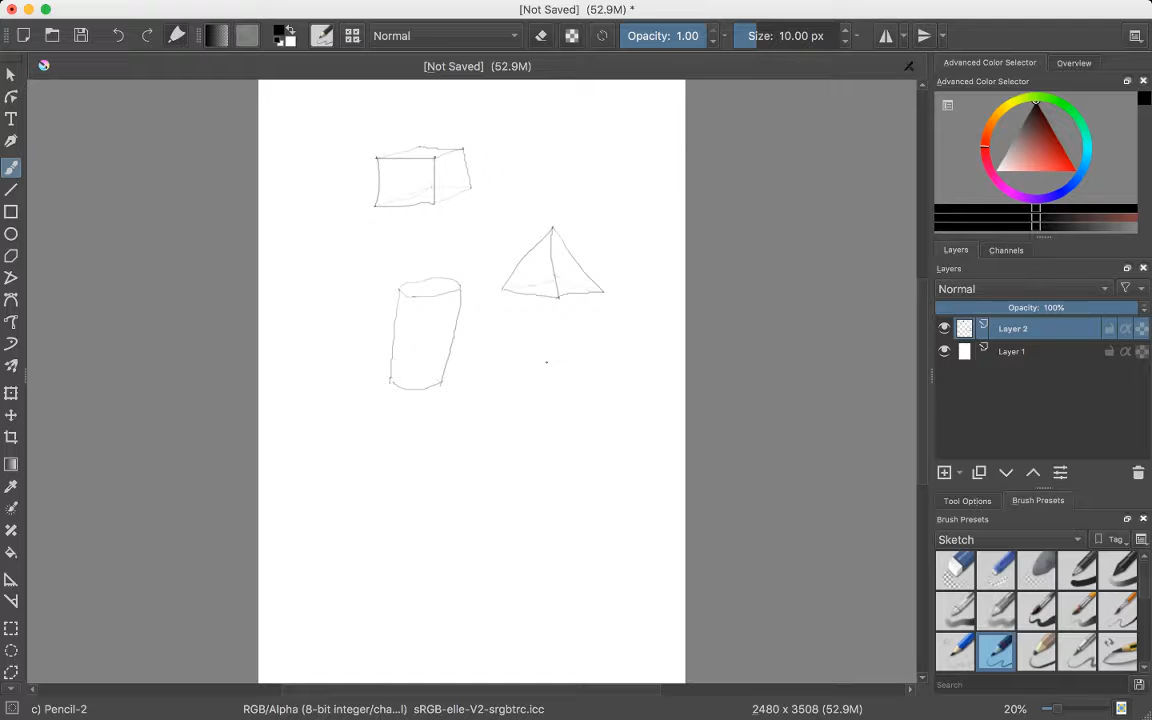 [Not Saved] (52.9M) *
Normal
Opacity: 1.00
Size: 10.00 px
[Not Saved] (52.9M)
Advanced Color Selector
Overview
Advanced Color Selector
Layers
Channels
Layers
Normal
Opacity: 100%
Layer 2
Layer 1
Tool Options
Brush Presets
Brush Presets
Sketch
Tag
Search
c) Pencil-2
RGB/Alpha (8-bit integer/cha...l) sRGB-elle-V2-srgbtrc.icc
2480 x 3508 (52.9M)
20%